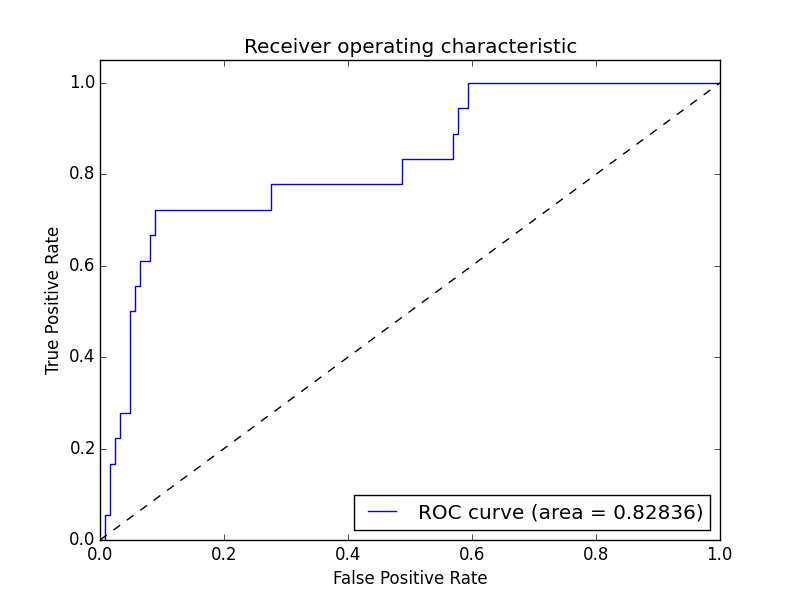 Receiver operating characteristic
1.0
0.8
0.6
0.4
0.2
0.0
True Positive Rate
ROC curve (area = 0.82836)
0.0 0.2 0.4 0.6 0.8 1.0
False Positive Rate